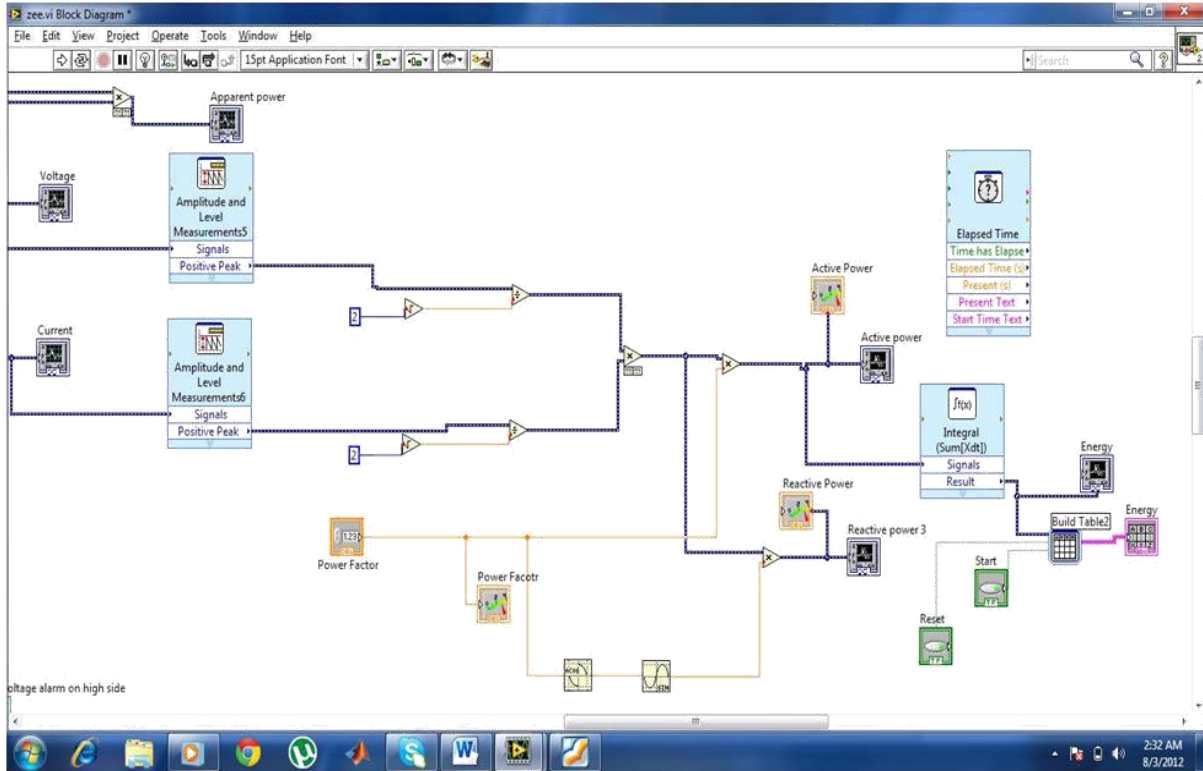 zee.vi Block Diagram *
File Edit View Project Operate Tools Window Help
15pt Application Font
Search
Apparent power
Voltage
Amplitude and
Level
Measurements5
Signals
Positive Peak
Elapsed Time
Time has Elapse
Elapsed Time (s)
Present (s)
Present Text
Start Time Text
Active Power
2
Current
Active power
Amplitude and
Level
Measurements6
Signals
Positive Peak
2
∫f(x)
Integral
(Sum[Xdt])
Signals
Result
Energy
Reactive Power
Build Table2
Energy
Reactive power 3
1.23
Power Factor
Start
Power Facotr
Reset
SIN
oltage alarm on high side
2:32 AM
8/3/2012